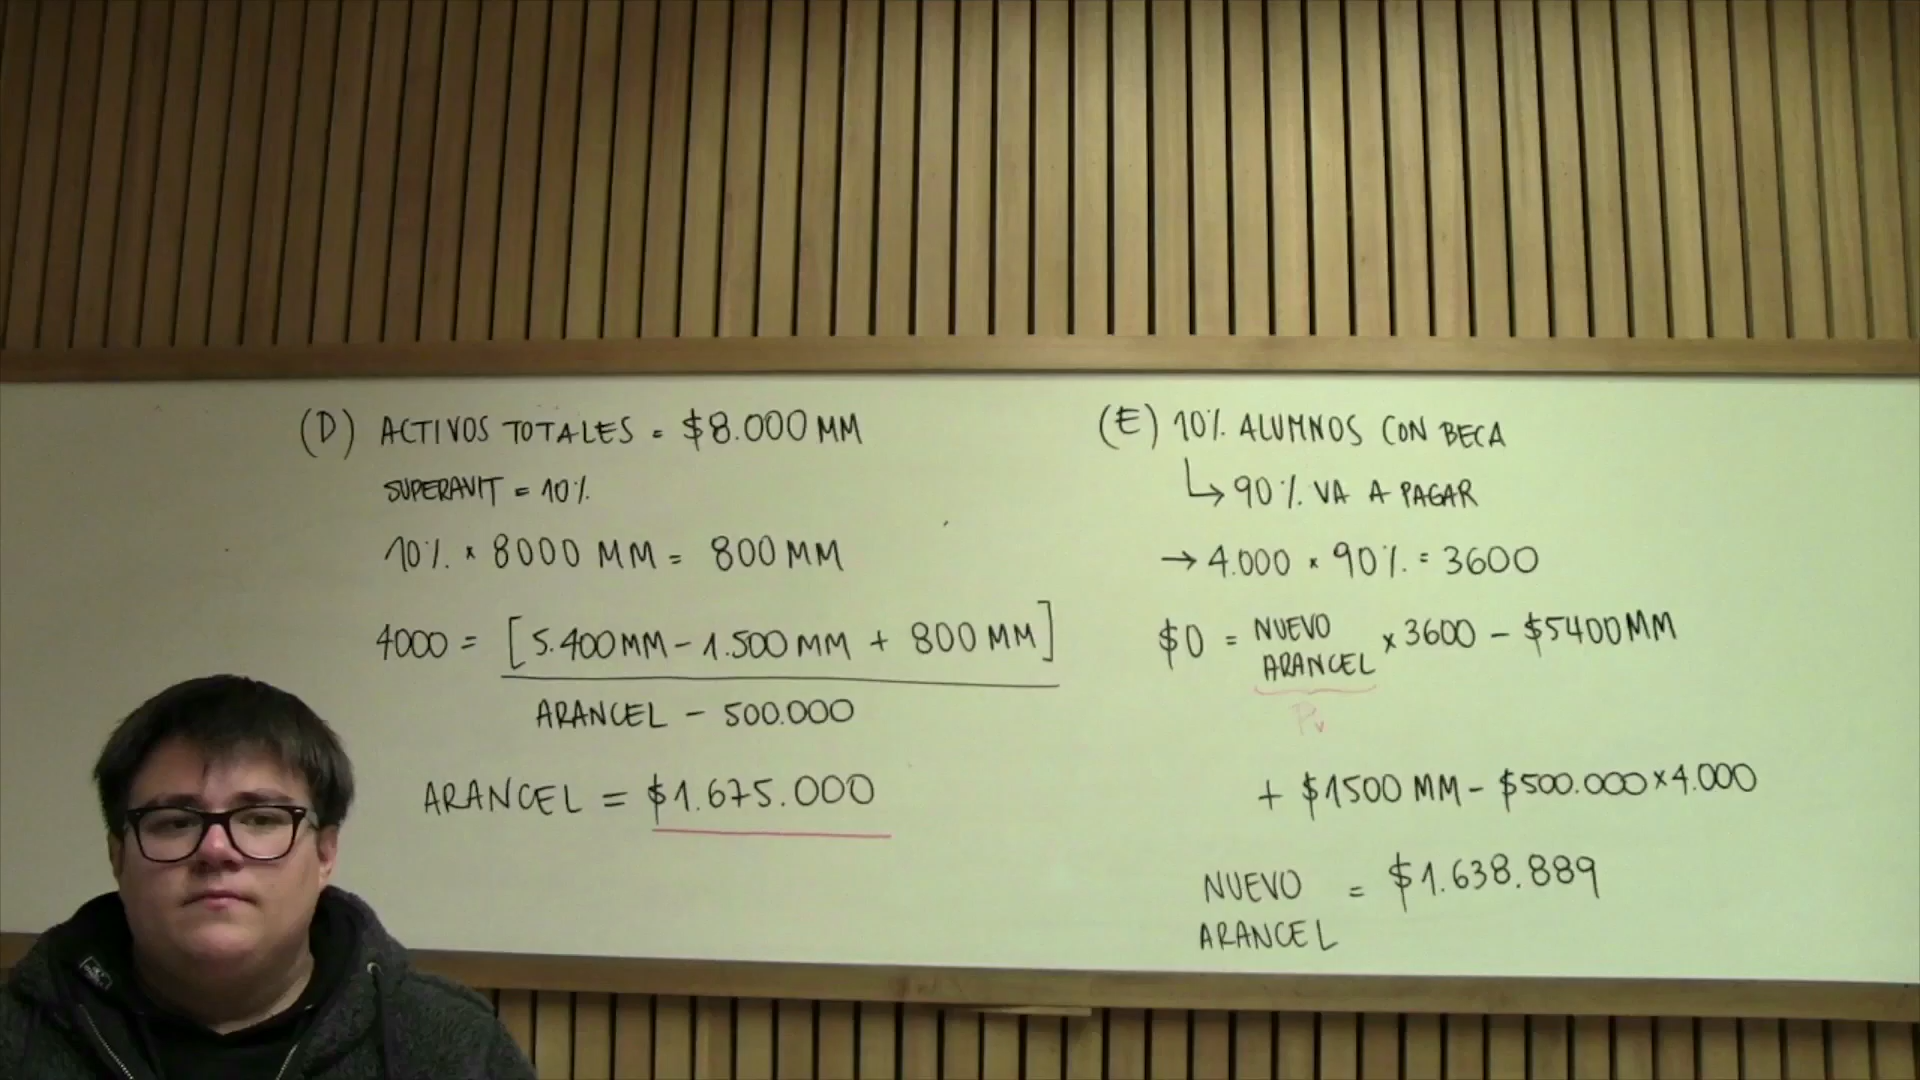 (D) ACTIVOS TOTALES = $8.000 MM
SUPERAVIT = 10%
10% × 8000 MM = 800 MM
4000 = [5.400 MM - 1.500 MM + 800 MM]
ARANCEL - 500.000
ARANCEL = $1.675.000
(E) 10% ALUMNOS CON BECA
↳ 90% VA A PAGAR
→ 4.000 × 90% = 3600
$0 = NUEVO ARANCEL × 3600 - $5400 MM
Pv
+ $1500 MM - $500.000 × 4.000
NUEVO ARANCEL = $1.638.889